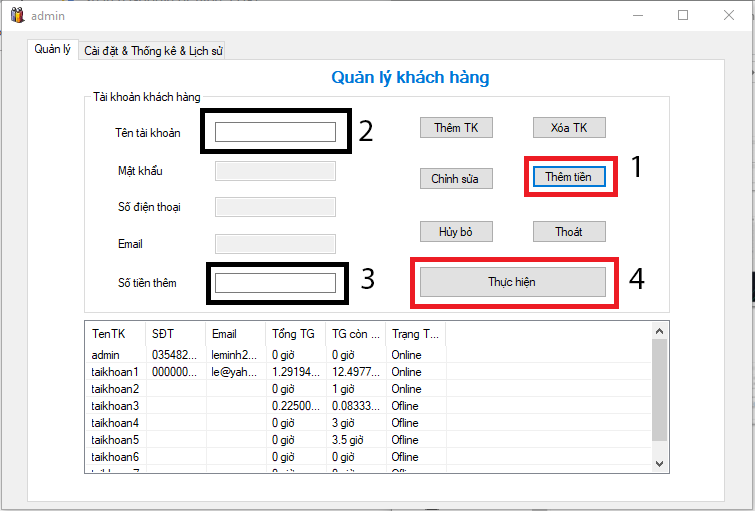 admin
Quản lý Cài đặt & Thống kê & Lịch sử
Quản lý khách hàng
Tài khoản khách hàng
Tên tài khoản 2 Thêm TK Xóa TK
Mật khẩu Chỉnh sửa Thêm tiền 1
Số điện thoại
Email Hủy bỏ Thoát
Số tiền thêm 3 Thực hiện 4
TenTK SĐT Email Tổng TG TG còn ... Trạng T...
admin 035482... leminh2... 0 giờ 0 giờ Online
taikhoan1 000000... le@yah... 1.29194... 12.4977... Online
taikhoan2 0 giờ 1 giờ Online
taikhoan3 0.22500... 0.08333... Ofline
taikhoan4 0 giờ 3 giờ Ofline
taikhoan5 0 giờ 3.5 giờ Ofline
taikhoan6 0 giờ 0 giờ Ofline